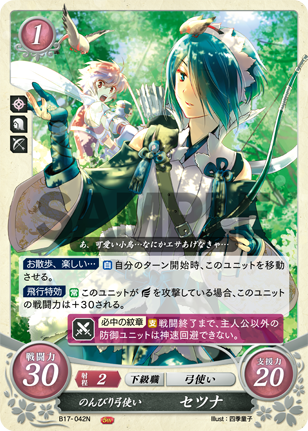 1
SAMPLE
あ。可愛い小鳥…なにかエサあげなきゃ…
お散歩、楽しい… 自 自分のターン開始時、このユニットを移動
させる。
飛行特効 常 このユニットが を攻撃している場合、このユニット
の戦闘力は+30される。
必中の紋章
支 戦闘終了まで、主人公以外の
防御ユニットは神速回避できない。
戦闘力
30
射程 2
下級職
弓使い
支援力
20
のんびり弓使い セツナ
B17-042N
Illust:四季童子